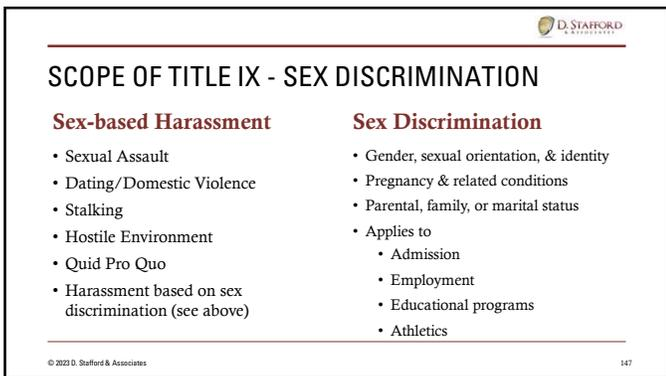 D. STAFFORD
& ASSOCIATES
SCOPE OF TITLE IX - SEX DISCRIMINATION
Sex-based Harassment
• Sexual Assault
• Dating/Domestic Violence
• Stalking
• Hostile Environment
• Quid Pro Quo
• Harassment based on sex
discrimination (see above)
Sex Discrimination
• Gender, sexual orientation, & identity
• Pregnancy & related conditions
• Parental, family, or marital status
• Applies to
• Admission
• Employment
• Educational programs
• Athletics
© 2023 D. Stafford & Associates
147